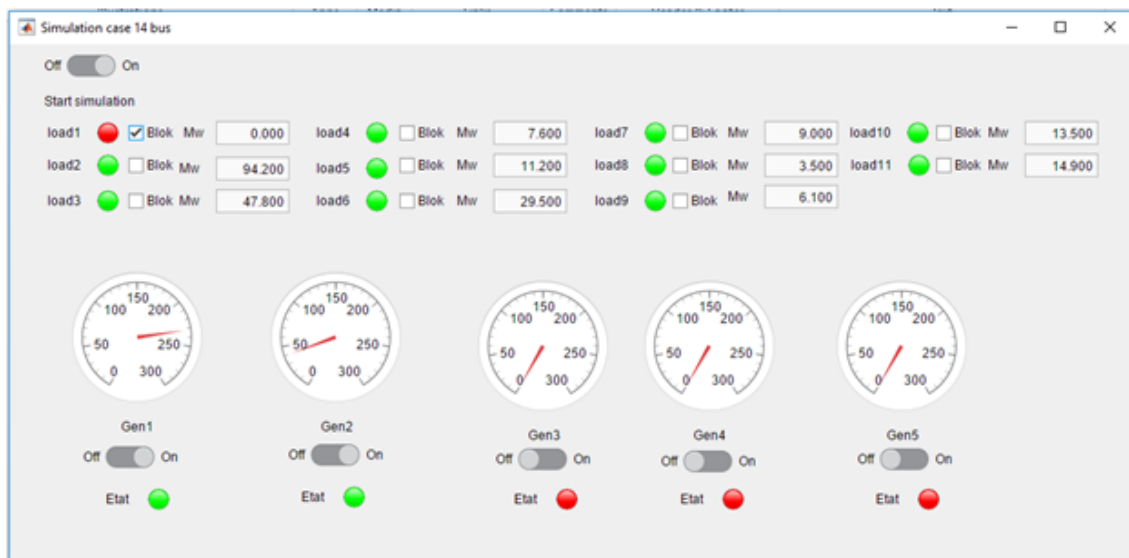 Simulation case 14 bus
Off On
Start simulation
load1 Blok Mw 0.000 load4 Blok Mw 7.600 load7 Blok Mw 9.000 load10 Blok Mw 13.500
load2 Blok Mw 94.200 load5 Blok Mw 11.200 load8 Blok Mw 3.500 load11 Blok Mw 14.900
load3 Blok Mw 47.800 load6 Blok Mw 29.500 load9 Blok Mw 6.100
0 50 100 150 200 250 300
0 50 100 150 200 250 300
0 50 100 150 200 250 300
0 50 100 150 200 250 300
0 50 100 150 200 250 300
Gen1 Gen2 Gen3 Gen4 Gen5
Off On Off On Off On Off On Off On
Etat Etat Etat Etat Etat